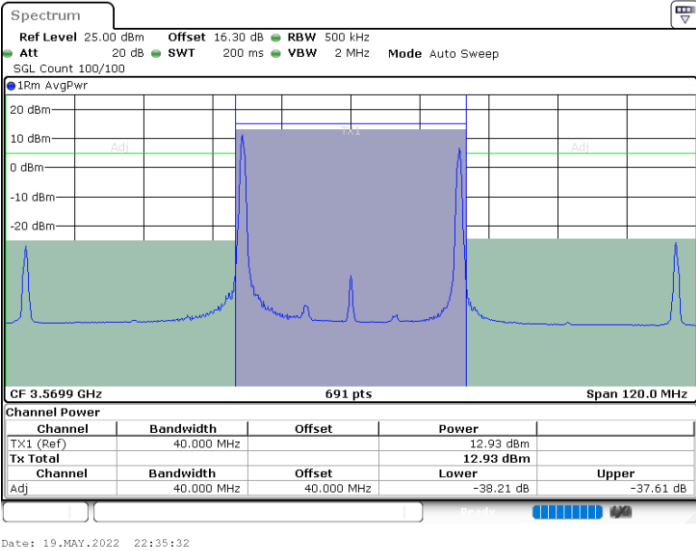 Spectrum
Ref Level 25.00 dBm Offset 16.30 dB RBW 500 kHz
Att 20 dB SWT 200 ms VBW 2 MHz Mode Auto Sweep
SGL Count 100/100
1Rm AvgPwr
20 dBm
TX1
10 dBm
Adj Adj
0 dBm
-10 dBm
-20 dBm
CF 3.5699 GHz 691 pts Span 120.0 MHz
Channel Power
Channel Bandwidth Offset Power
TX1 (Ref) 40.000 MHz 12.93 dBm
Tx Total 12.93 dBm
Channel Bandwidth Offset Lower Upper
Adj 40.000 MHz 40.000 MHz -38.21 dB -37.61 dB
Ready
Date: 19.MAY.2022 22:35:32